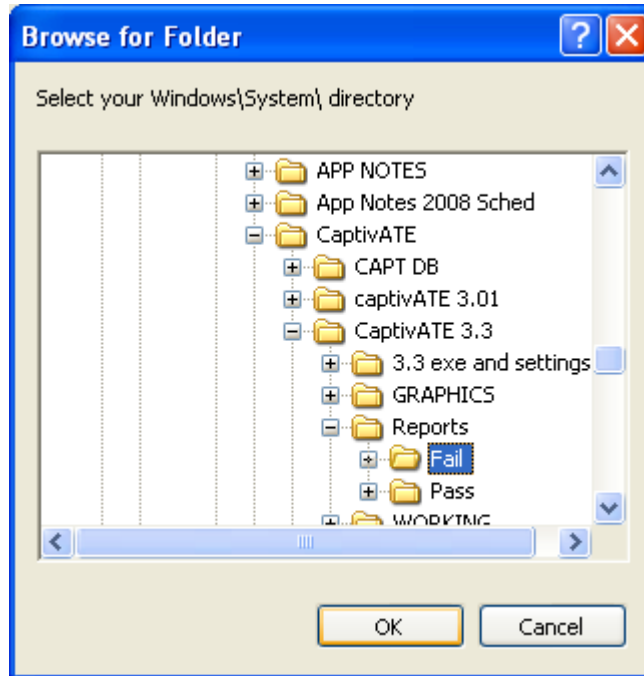 Browse for Folder
Select your Windows\System\ directory
APP NOTES
App Notes 2008 Sched
CaptivATE
CAPT DB
captivATE 3.01
CaptivATE 3.3
3.3 exe and settings
GRAPHICS
Reports
Fail
Pass
WORKING
OK Cancel